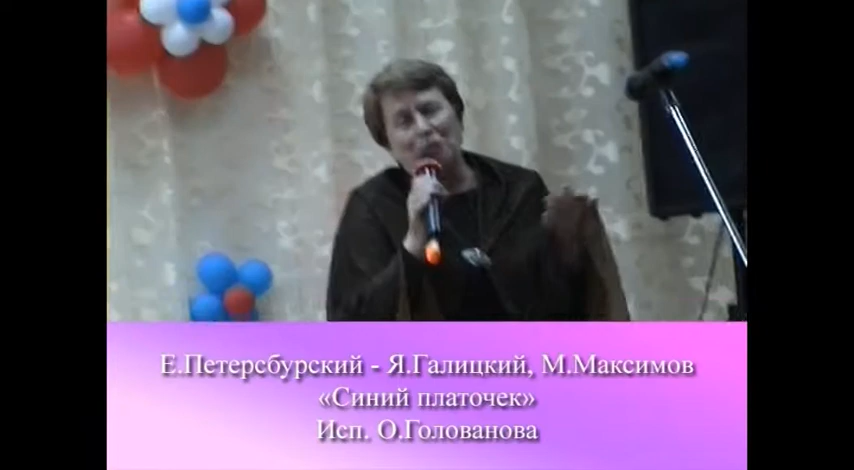 Е.Петерсбурский - Я.Галицкий, М.Максимов
«Синий платочек»
Исп. О.Голованова